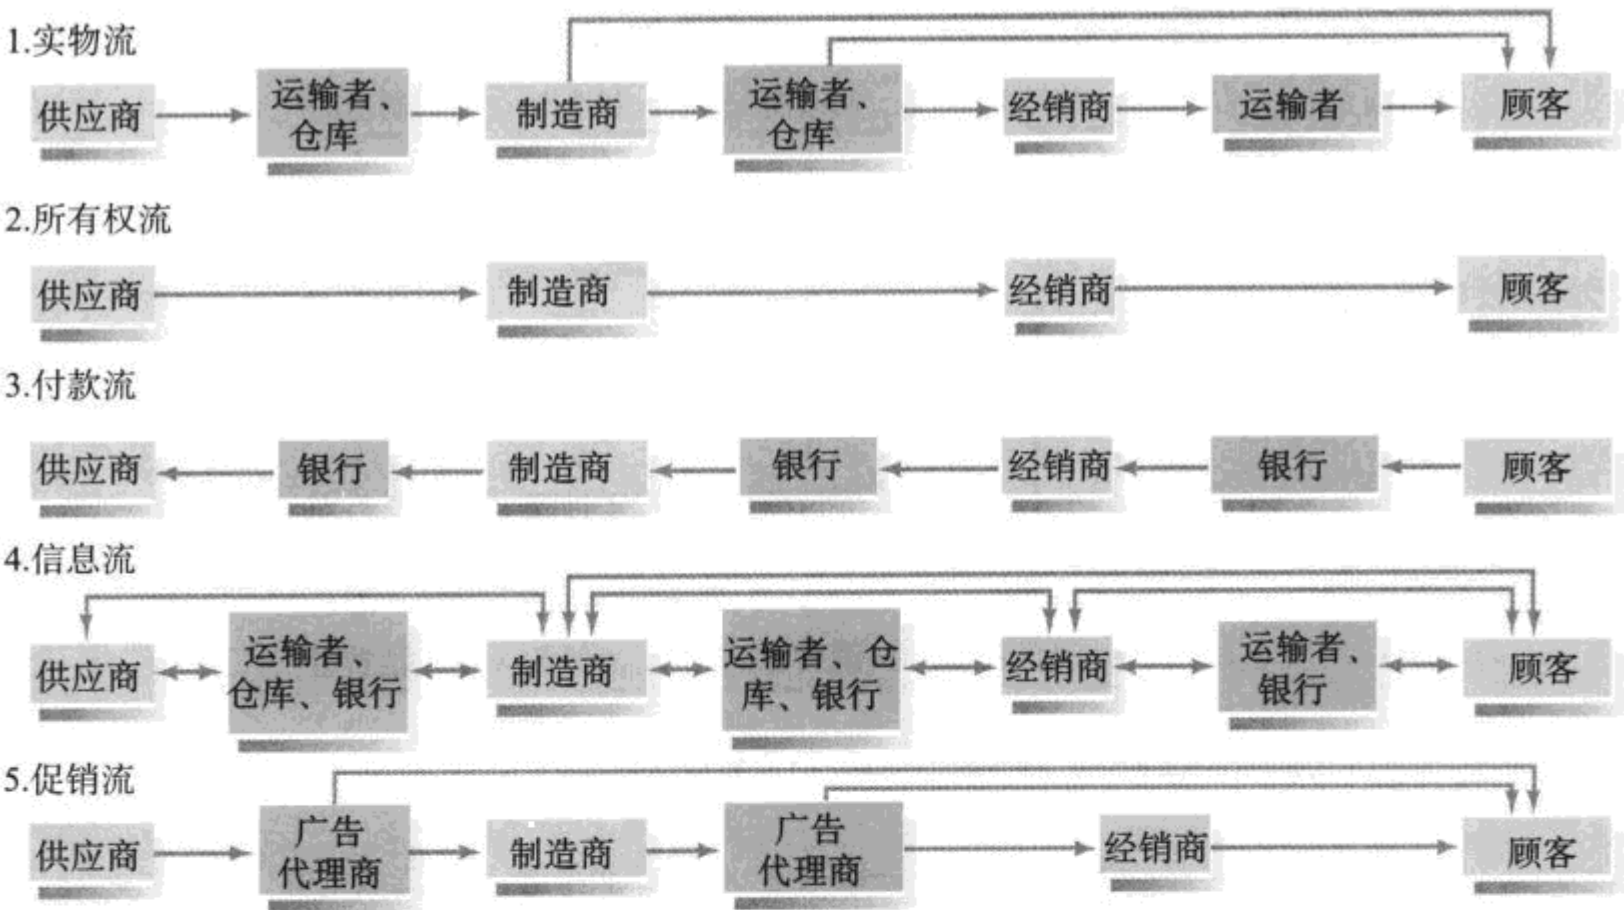 1.实物流
供应商 运输者、 制造商 运输者、 经销商 运输者 顾客
仓库 仓库
2.所有权流
供应商 制造商 经销商 顾客
3.付款流
供应商 银行 制造商 银行 经销商 银行 顾客
4.信息流
供应商 运输者、 制造商 运输者、仓 经销商 运输者、 顾客
仓库、银行 库、银行 银行
5.促销流
供应商 广告 制造商 广告 经销商 顾客
代理商 代理商